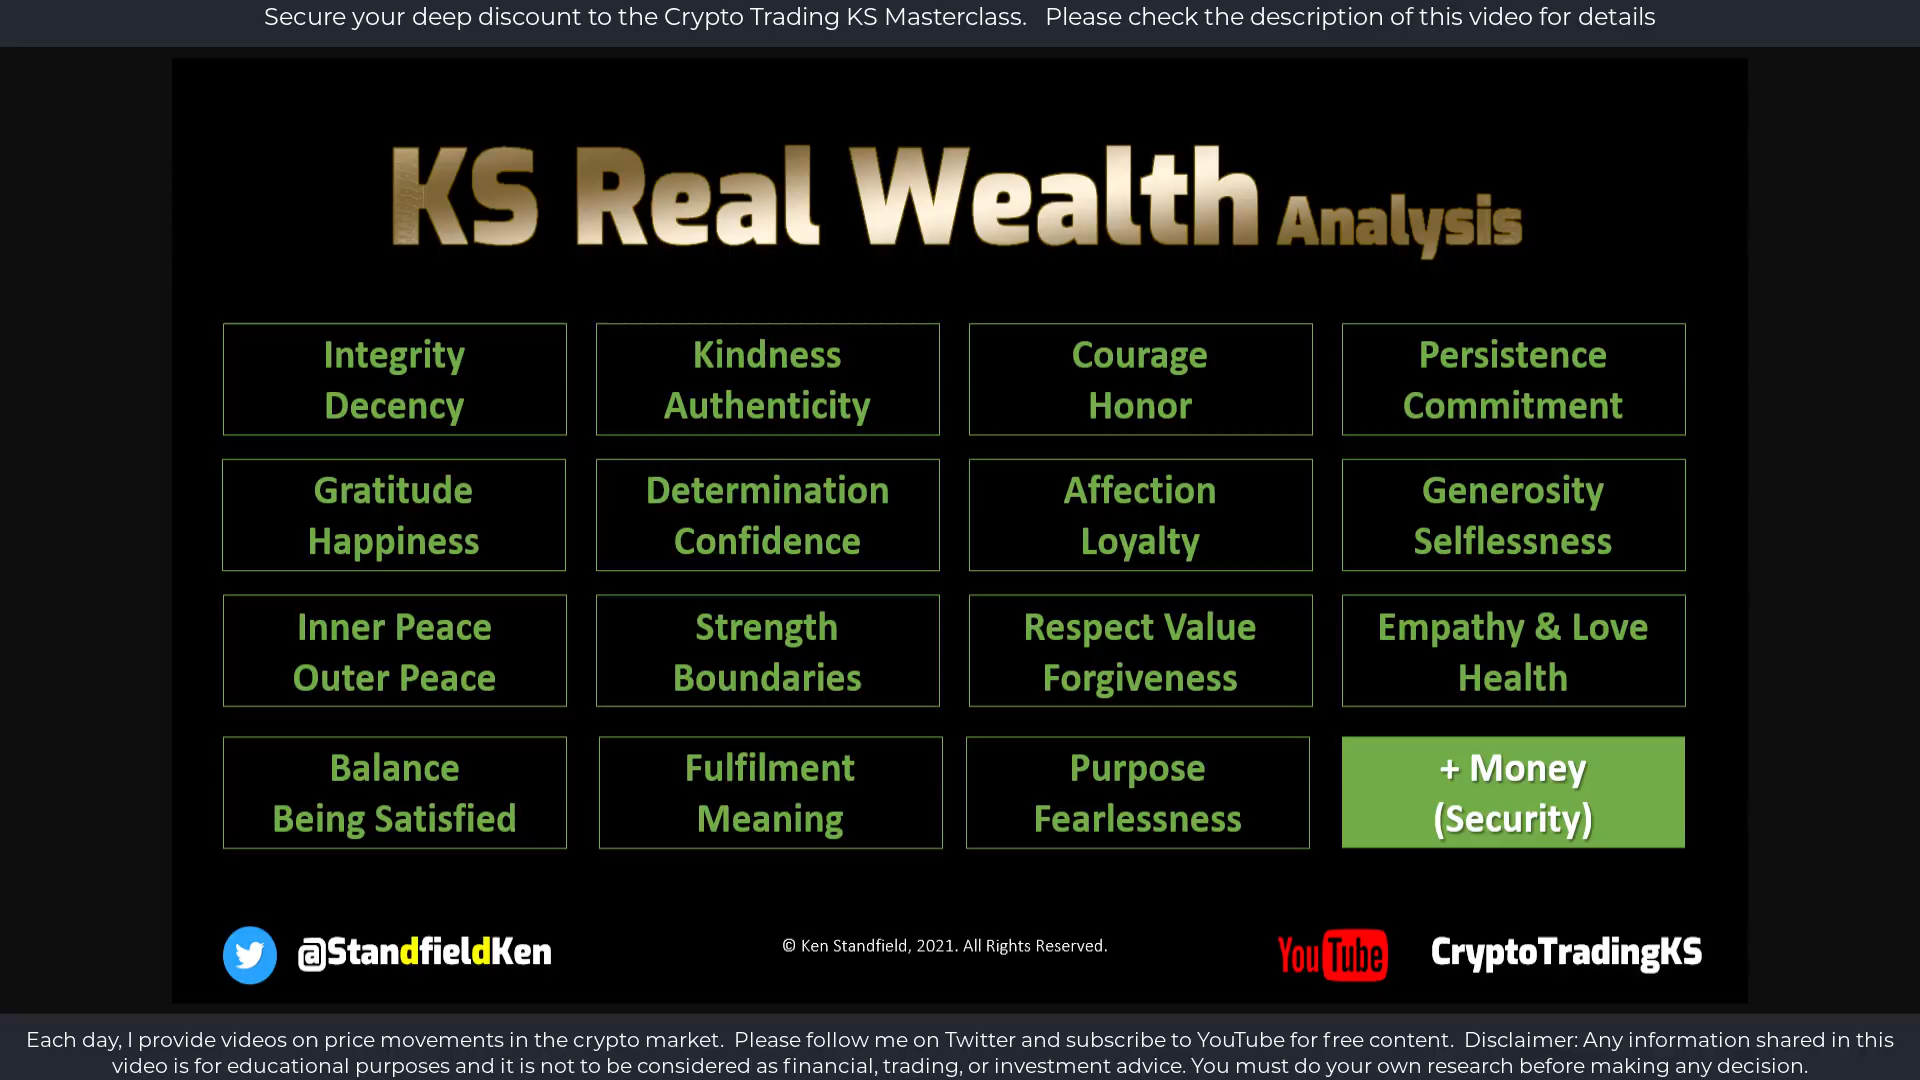 Secure your deep discount to the Crypto Trading KS Masterclass.   Please check the description of this video for details
KS Real Wealth Analysis
Integrity
Decency
Kindness
Authenticity
Courage
Honor
Persistence
Commitment
Gratitude
Happiness
Determination
Confidence
Affection
Loyalty
Generosity
Selflessness
Inner Peace
Outer Peace
Strength
Boundaries
Respect Value
Forgiveness
Empathy & Love
Health
Balance
Being Satisfied
Fulfilment
Meaning
Purpose
Fearlessness
+ Money
(Security)
@StandfieldKen
© Ken Standfield, 2021. All Rights Reserved.
YouTube
CryptoTradingKS
Each day, I provide videos on price movements in the crypto market.  Please follow me on Twitter and subscribe to YouTube for free content.  Disclaimer: Any information shared in this
video is for educational purposes and it is not to be considered as financial, trading, or investment advice. You must do your own research before making any decision.